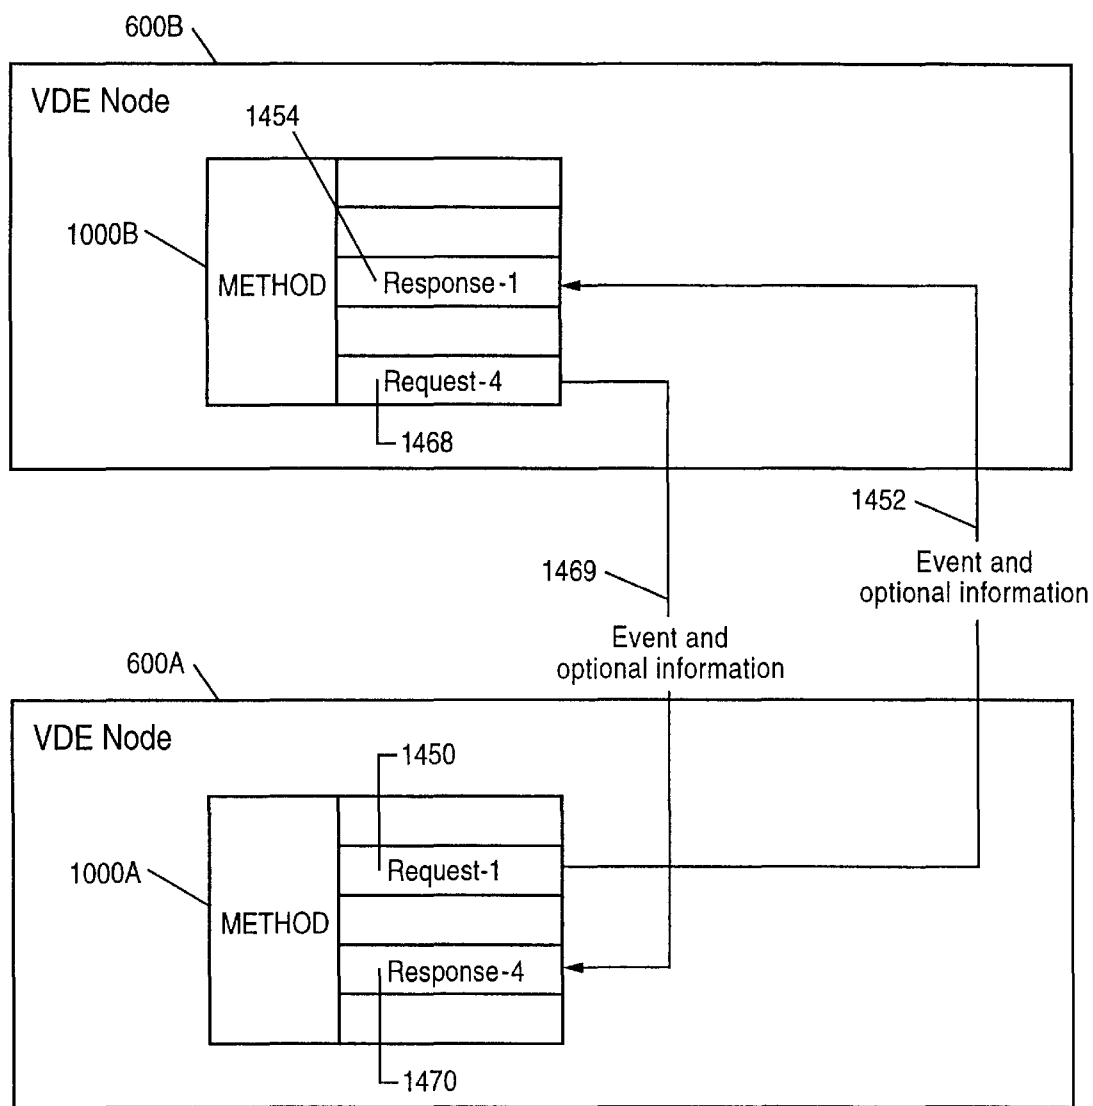 600B
VDE Node
1454
1000B
METHOD
Response-1
Request-4
1468
1452
Event and
optional information
1469
Event and
optional information
600A
VDE Node
1450
1000A
METHOD
Request-1
Response-4
1470